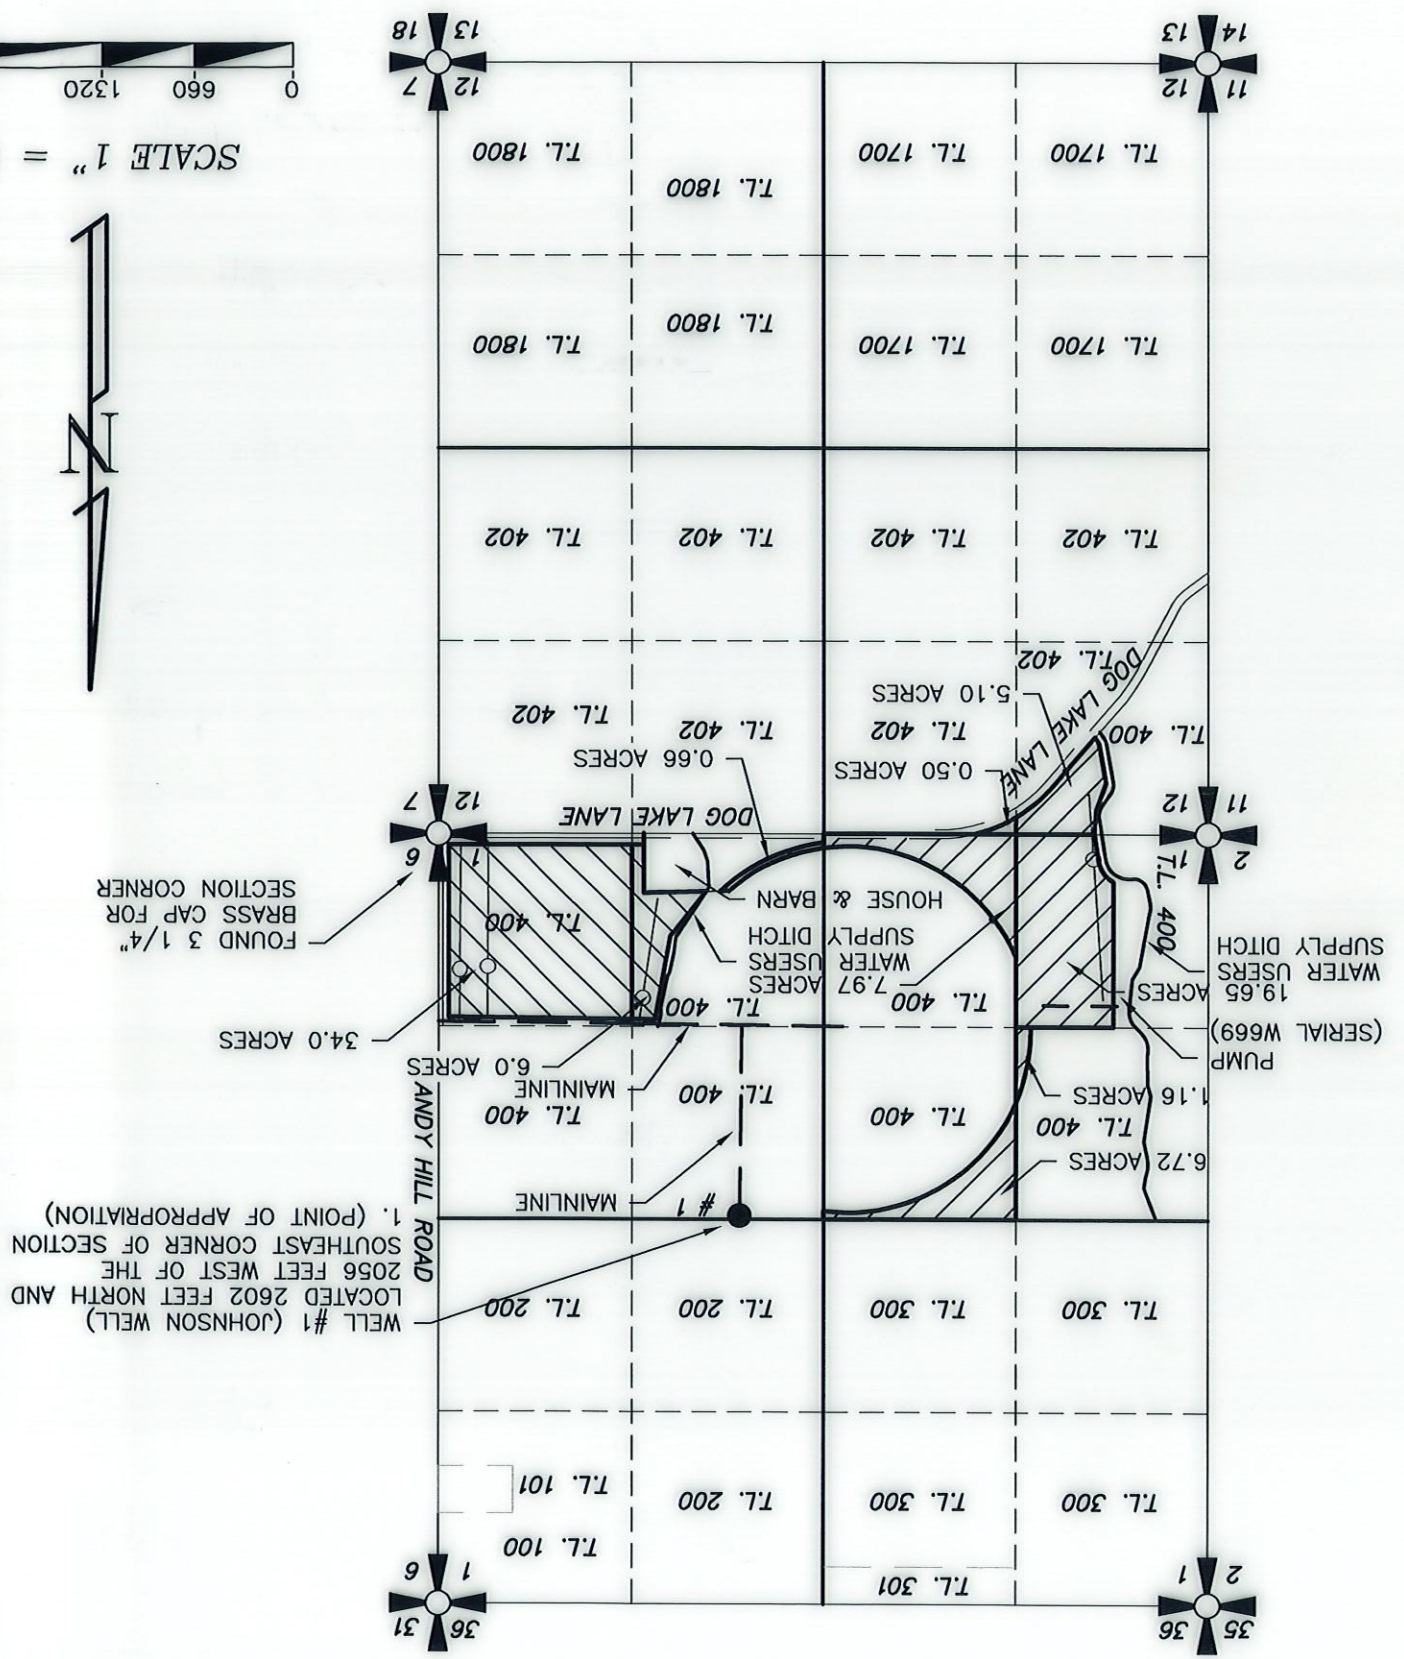 35 36
36 31
2 1
1 6
T.L. 301
T.L. 100
T.L. 300
T.L. 300
T.L. 200
T.L. 101
T.L. 300
T.L. 300
T.L. 200
T.L. 200
WELL #1 (JOHNSON WELL)
LOCATED 2602 FEET NORTH AND
2056 FEET WEST OF THE
SOUTHEAST CORNER OF SECTION
1. (POINT OF APPROPRIATION)
# 1
MAINLINE
ANDY HILL ROAD
6.72 ACRES
T.L. 400
1.16 ACRES
T.L. 400
T.L. 400
T.L. 400
MAINLINE
6.0 ACRES
34.0 ACRES
PUMP
(SERIAL W669)
19.65 ACRES
WATER USERS
SUPPLY DITCH
T.L. 400
T.L. 400
T.L. 400
7.97 ACRES
WATER USERS
SUPPLY DITCH
HOUSE & BARN
T.L. 400
FOUND 3 1/4"
BRASS CAP FOR
SECTION CORNER
2 1
1 6
11 12
12 7
DOG LAKE LANE
0.50 ACRES
0.66 ACRES
DOG LAKE LANE
T.L. 400
5.10 ACRES
T.L. 402
T.L. 402
T.L. 402
T.L. 402
T.L. 402
T.L. 402
T.L. 402
T.L. 402
N
T.L. 1700
T.L. 1700
T.L. 1800
T.L. 1800
T.L. 1700
T.L. 1700
T.L. 1800
T.L. 1800
SCALE 1" =
0 660 1320
11 12
12 7
14 13
13 18